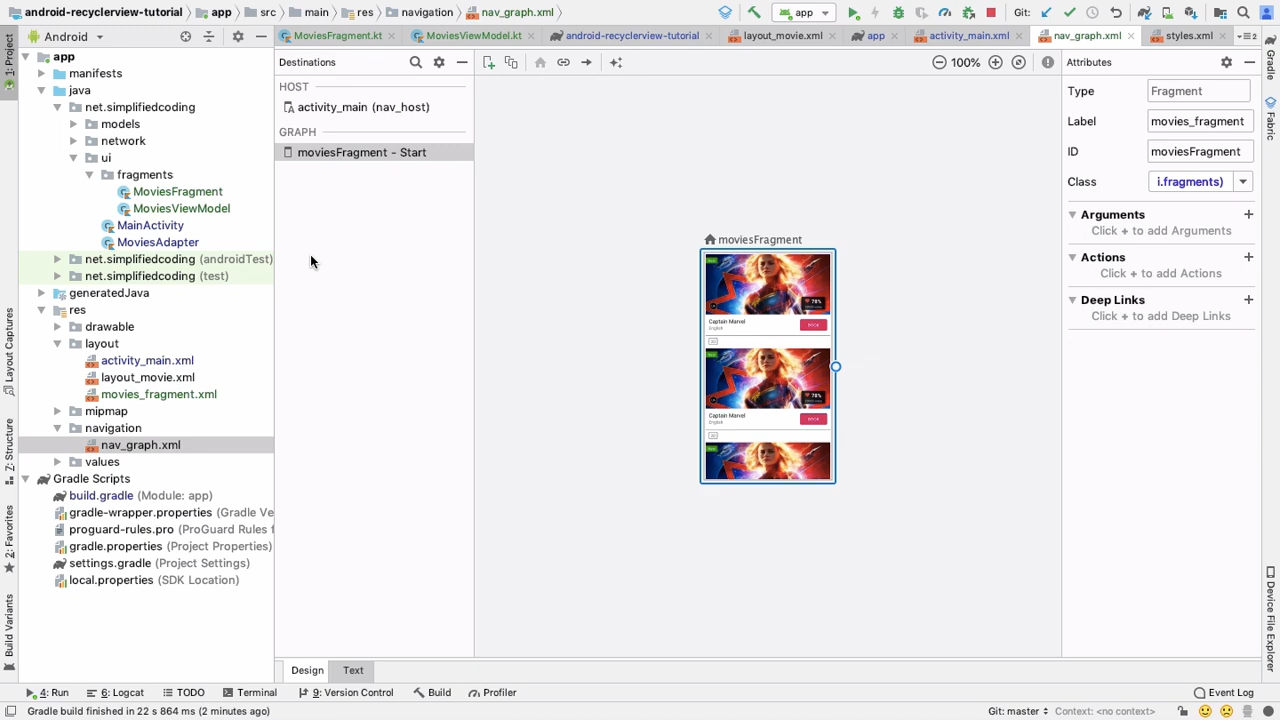 android-recyclerview-tutorial app src main res navigation nav_graph.xml
app
Git:
1: Project
Layout Captures
Z: Structure
2: Favorites
Build Variants
Android
app
manifests
java
net.simplifiedcoding
models
network
ui
fragments
MoviesFragment
MoviesViewModel
MainActivity
MoviesAdapter
net.simplifiedcoding (androidTest)
net.simplifiedcoding (test)
generatedJava
res
drawable
layout
activity_main.xml
layout_movie.xml
movies_fragment.xml
mipmap
navigation
nav_graph.xml
values
Gradle Scripts
build.gradle (Module: app)
gradle-wrapper.properties (Gradle Ve
proguard-rules.pro (ProGuard Rules f
gradle.properties (Project Properties)
settings.gradle (Project Settings)
local.properties (SDK Location)
MoviesFragment.kt MoviesViewModel.kt android-recyclerview-tutorial layout_movie.xml app activity_main.xml nav_graph.xml styles.xml
Destinations
HOST
activity_main (nav_host)
GRAPH
moviesFragment - Start
100%
moviesFragment
78%
Captain Marvel
English
BOOK
78%
Captain Marvel
English
BOOK
Attributes
Type Fragment
Label movies_fragment
ID moviesFragment
Class i.fragments)
Arguments
Click + to add Arguments
Actions
Click + to add Actions
Deep Links
Click + to add Deep Links
Gradle
Fabric
Device File Explorer
Design Text
4: Run 6: Logcat TODO Terminal 9: Version Control Build Profiler Event Log
Gradle build finished in 22 s 864 ms (2 minutes ago) Git: master Context: <no context>